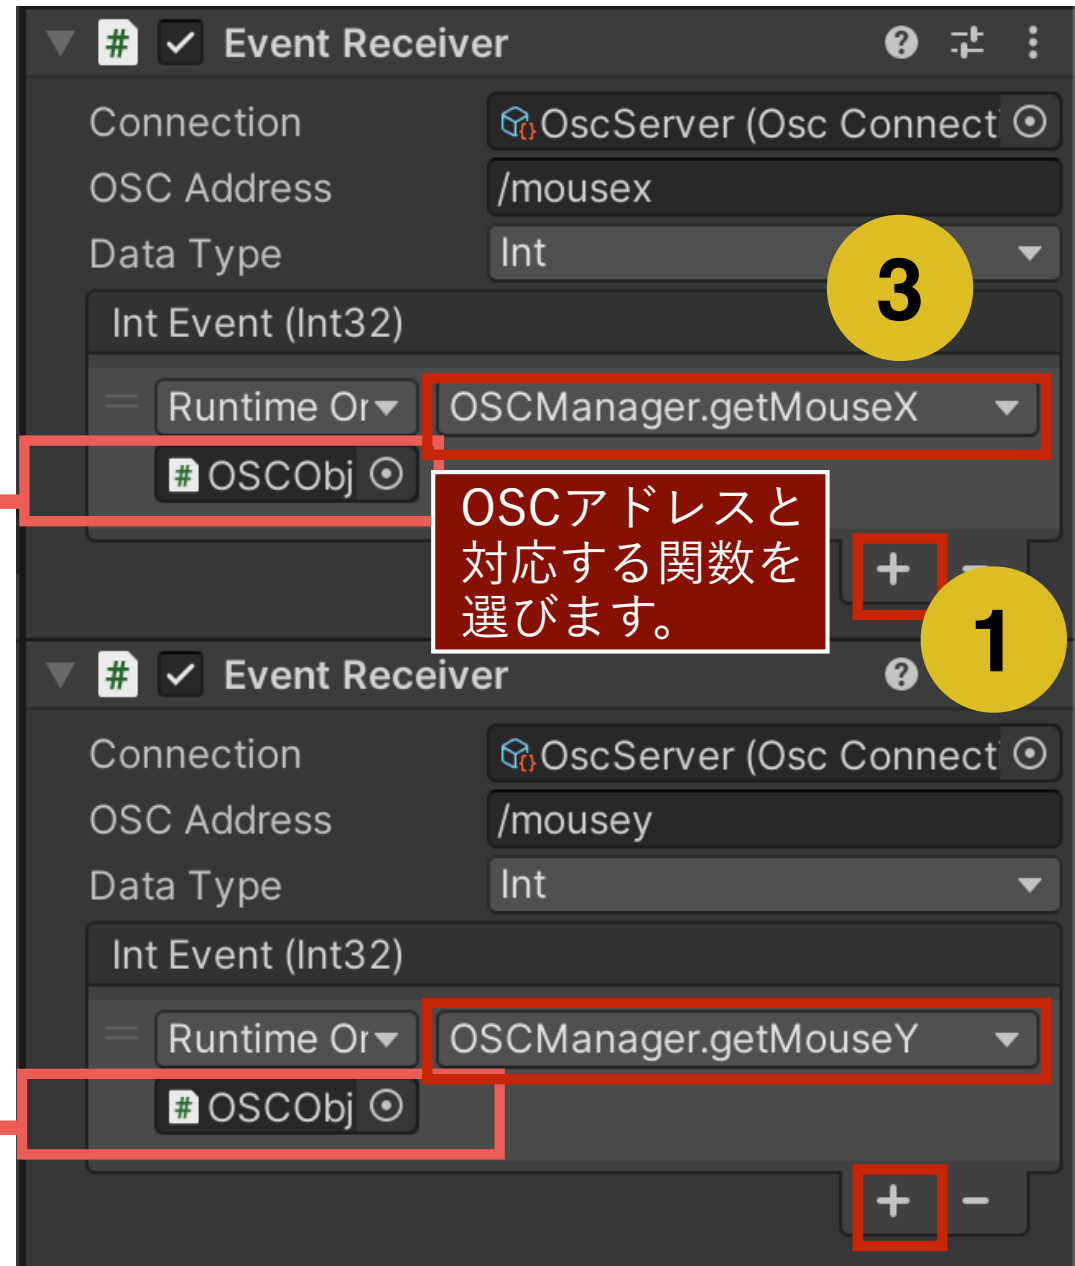 Event Receiver
Connection
OscServer (Osc Connect
OSC Address
/mousex
Data Type
Int
3
Int Event (Int32)
Runtime Or
OSCManager.getMouseX
OSCObj
OSCアドレスと
対応する関数を
選びます。
1
Event Receiver
Connection
OscServer (Osc Connect
OSC Address
/mousey
Data Type
Int
Int Event (Int32)
Runtime Or
OSCManager.getMouseY
OSCObj